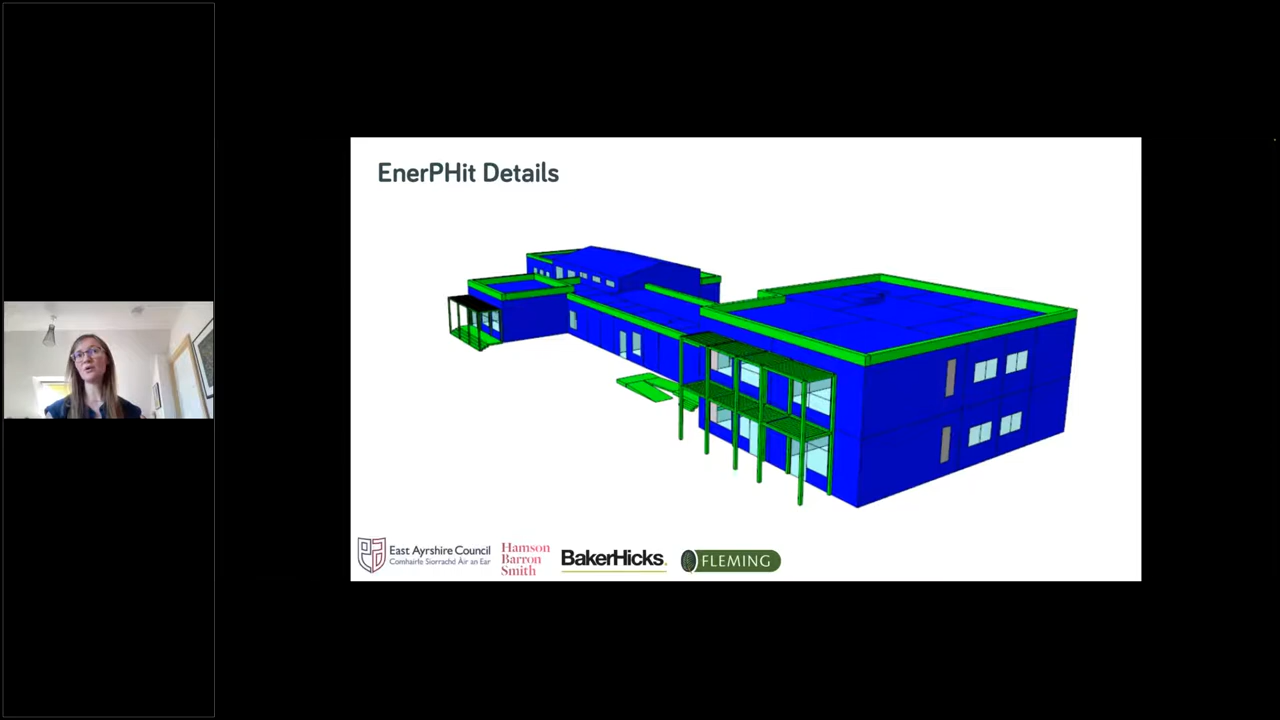 EnerPHit Details
East Ayrshire Council
Comhairle Siorrachd Àir an Ear
Hamson
Barron
Smith
BakerHicks.
FLEMING